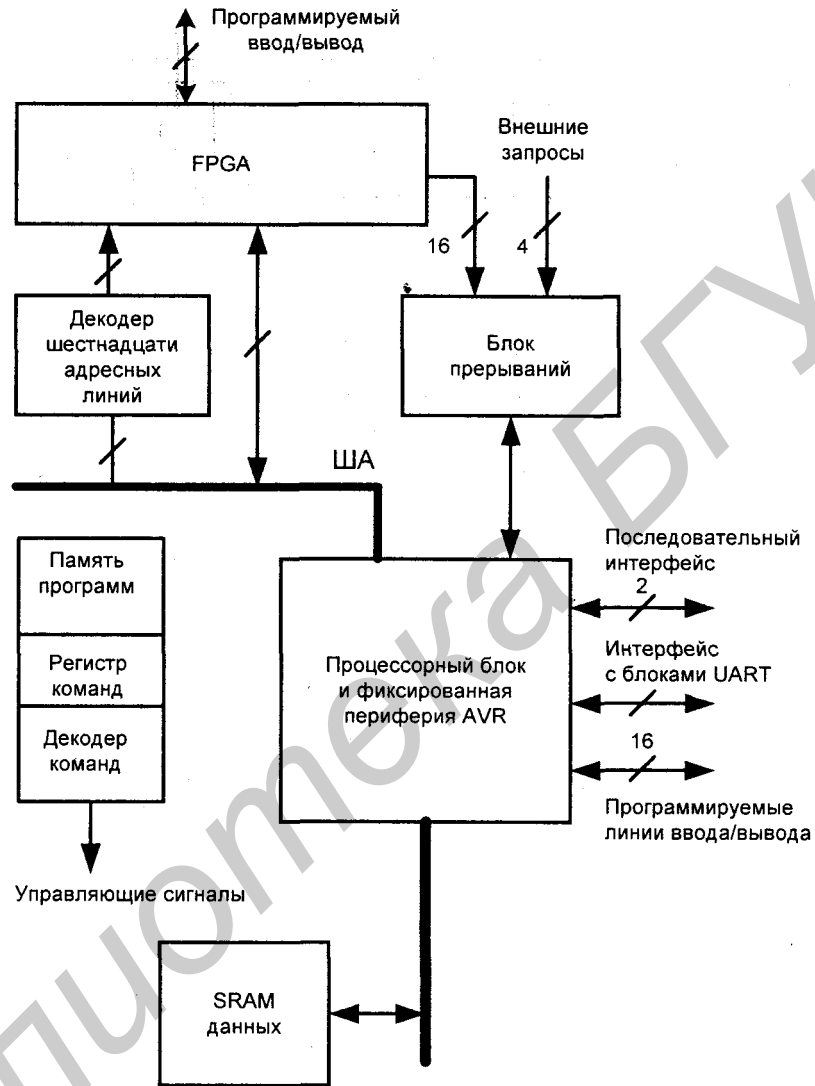 Программируемый
ввод/вывод
FPGA
Внешние
запросы
16
4
Декодер
шестнадцати
адресных
линий
Блок
прерываний
ША
Память
программ
Регистр
команд
Декодер
команд
Управляющие сигналы
Процессорный блок
и фиксированная
периферия AVR
Последовательный
интерфейс
2
Интерфейс
с блоками UART
16
Программируемые
линии ввода/вывода
SRAM
данных